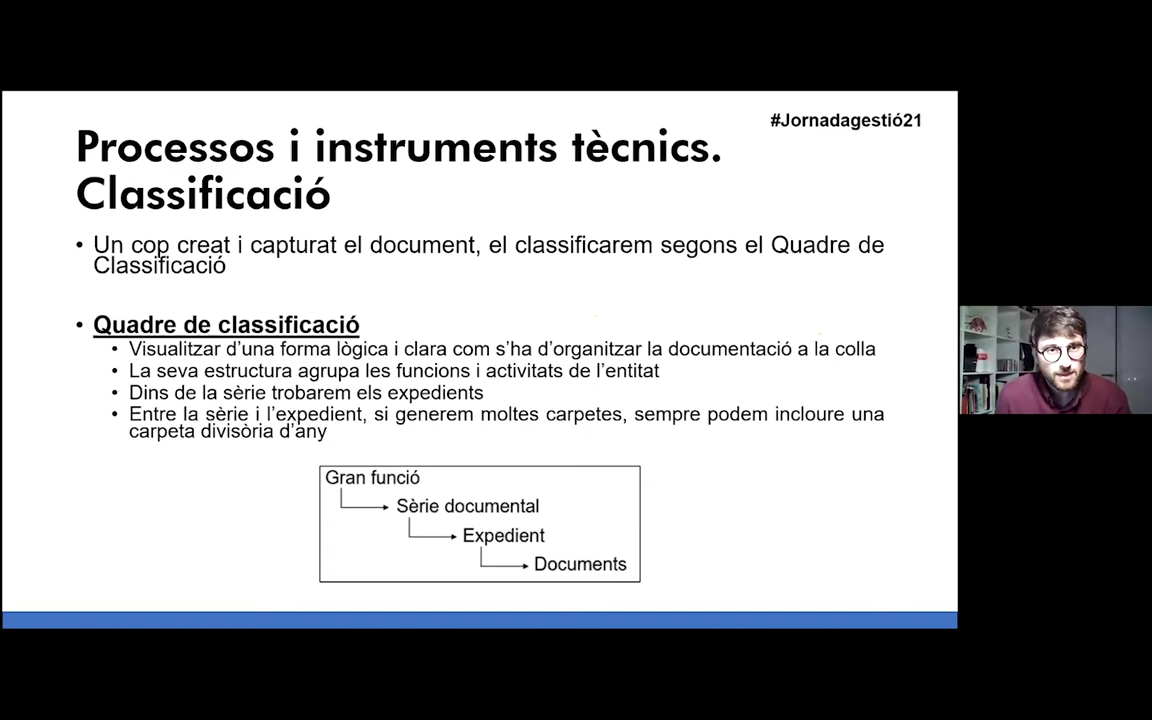 #Jornadagestió21
Processos i instruments tècnics.
Classificació
• Un cop creat i capturat el document, el classificarem segons el Quadre de
Classificació
• Quadre de classificació
• Visualitzar d’una forma lògica i clara com s’ha d’organitzar la documentació a la colla
• La seva estructura agrupa les funcions i activitats de l’entitat
• Dins de la sèrie trobarem els expedients
• Entre la sèrie i l’expedient, si generem moltes carpetes, sempre podem incloure una
carpeta divisòria d’any
Gran funció
Sèrie documental
Expedient
Documents